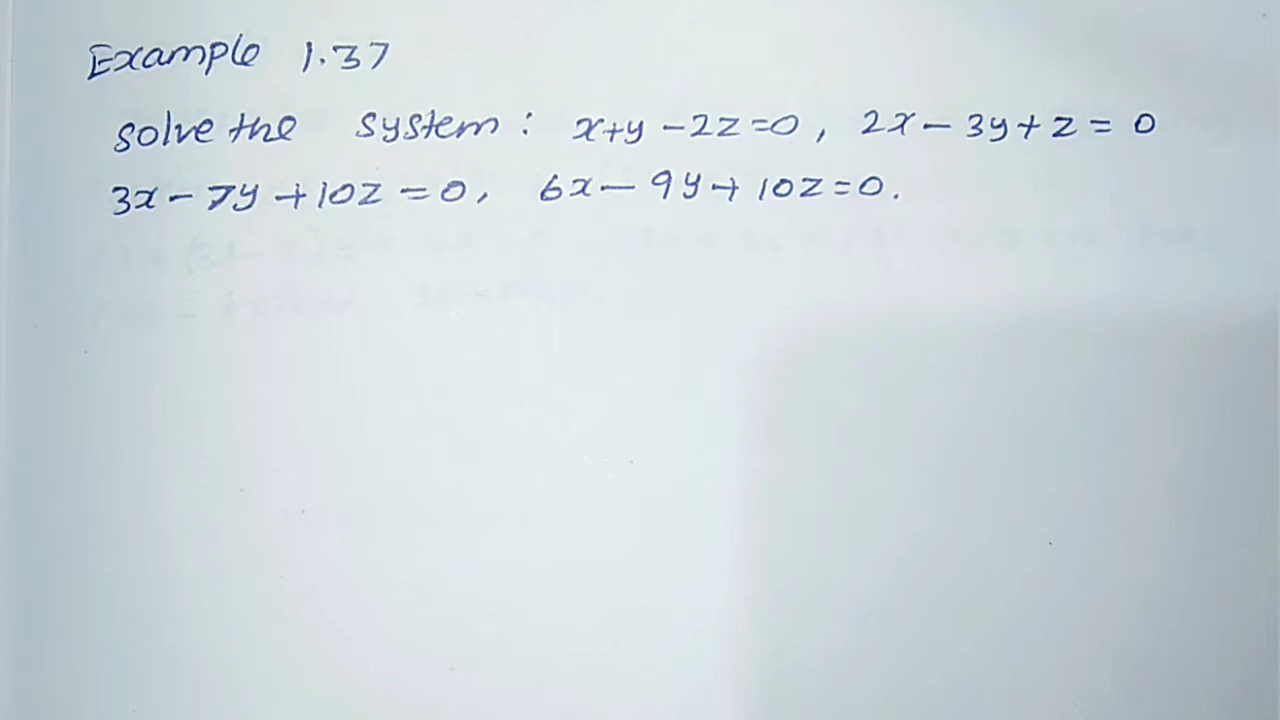 Example 1.37
solve the system : x+y-2z=0, 2x-3y+z=0
3x-7y+10z=0, 6x-9y+10z=0.